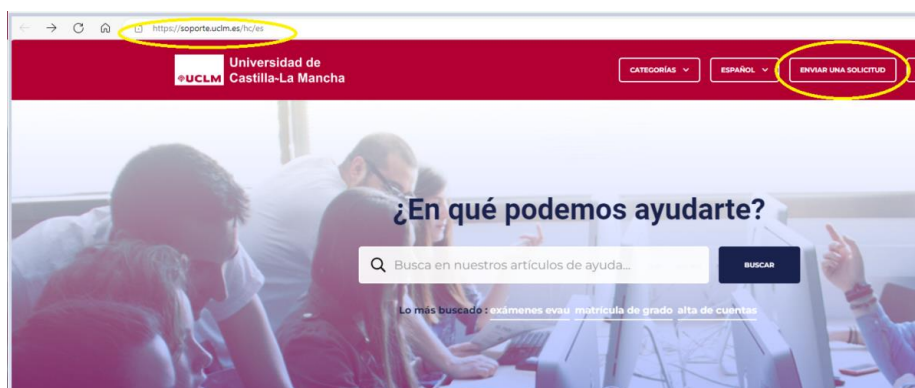 https://soporte.uclm.es/hc/es
Universidad de
UCLM Castilla-La Mancha
CATEGORÍAS
ESPAÑOL
ENVIAR UNA SOLICITUD
¿En qué podemos ayudarte?
Busca en nuestros artículos de ayuda...
BUSCAR
Lo más buscado : exámenes evau matrícula de grado alta de cuentas